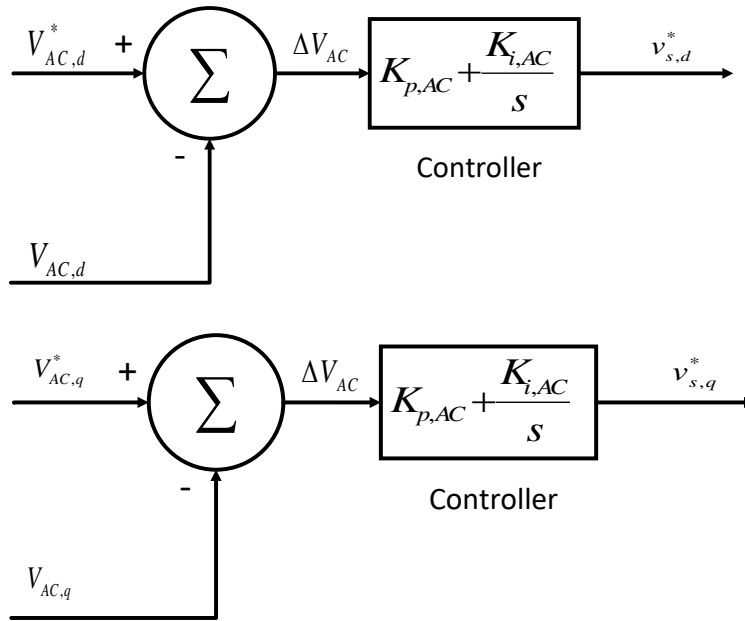 V*AC,d + ΔVAC Kp,AC + Ki,AC/s v*s,d
Σ
-
Controller
VAC,d
V*AC,q + ΔVAC Kp,AC + Ki,AC/s v*s,q
Σ
-
Controller
VAC,q